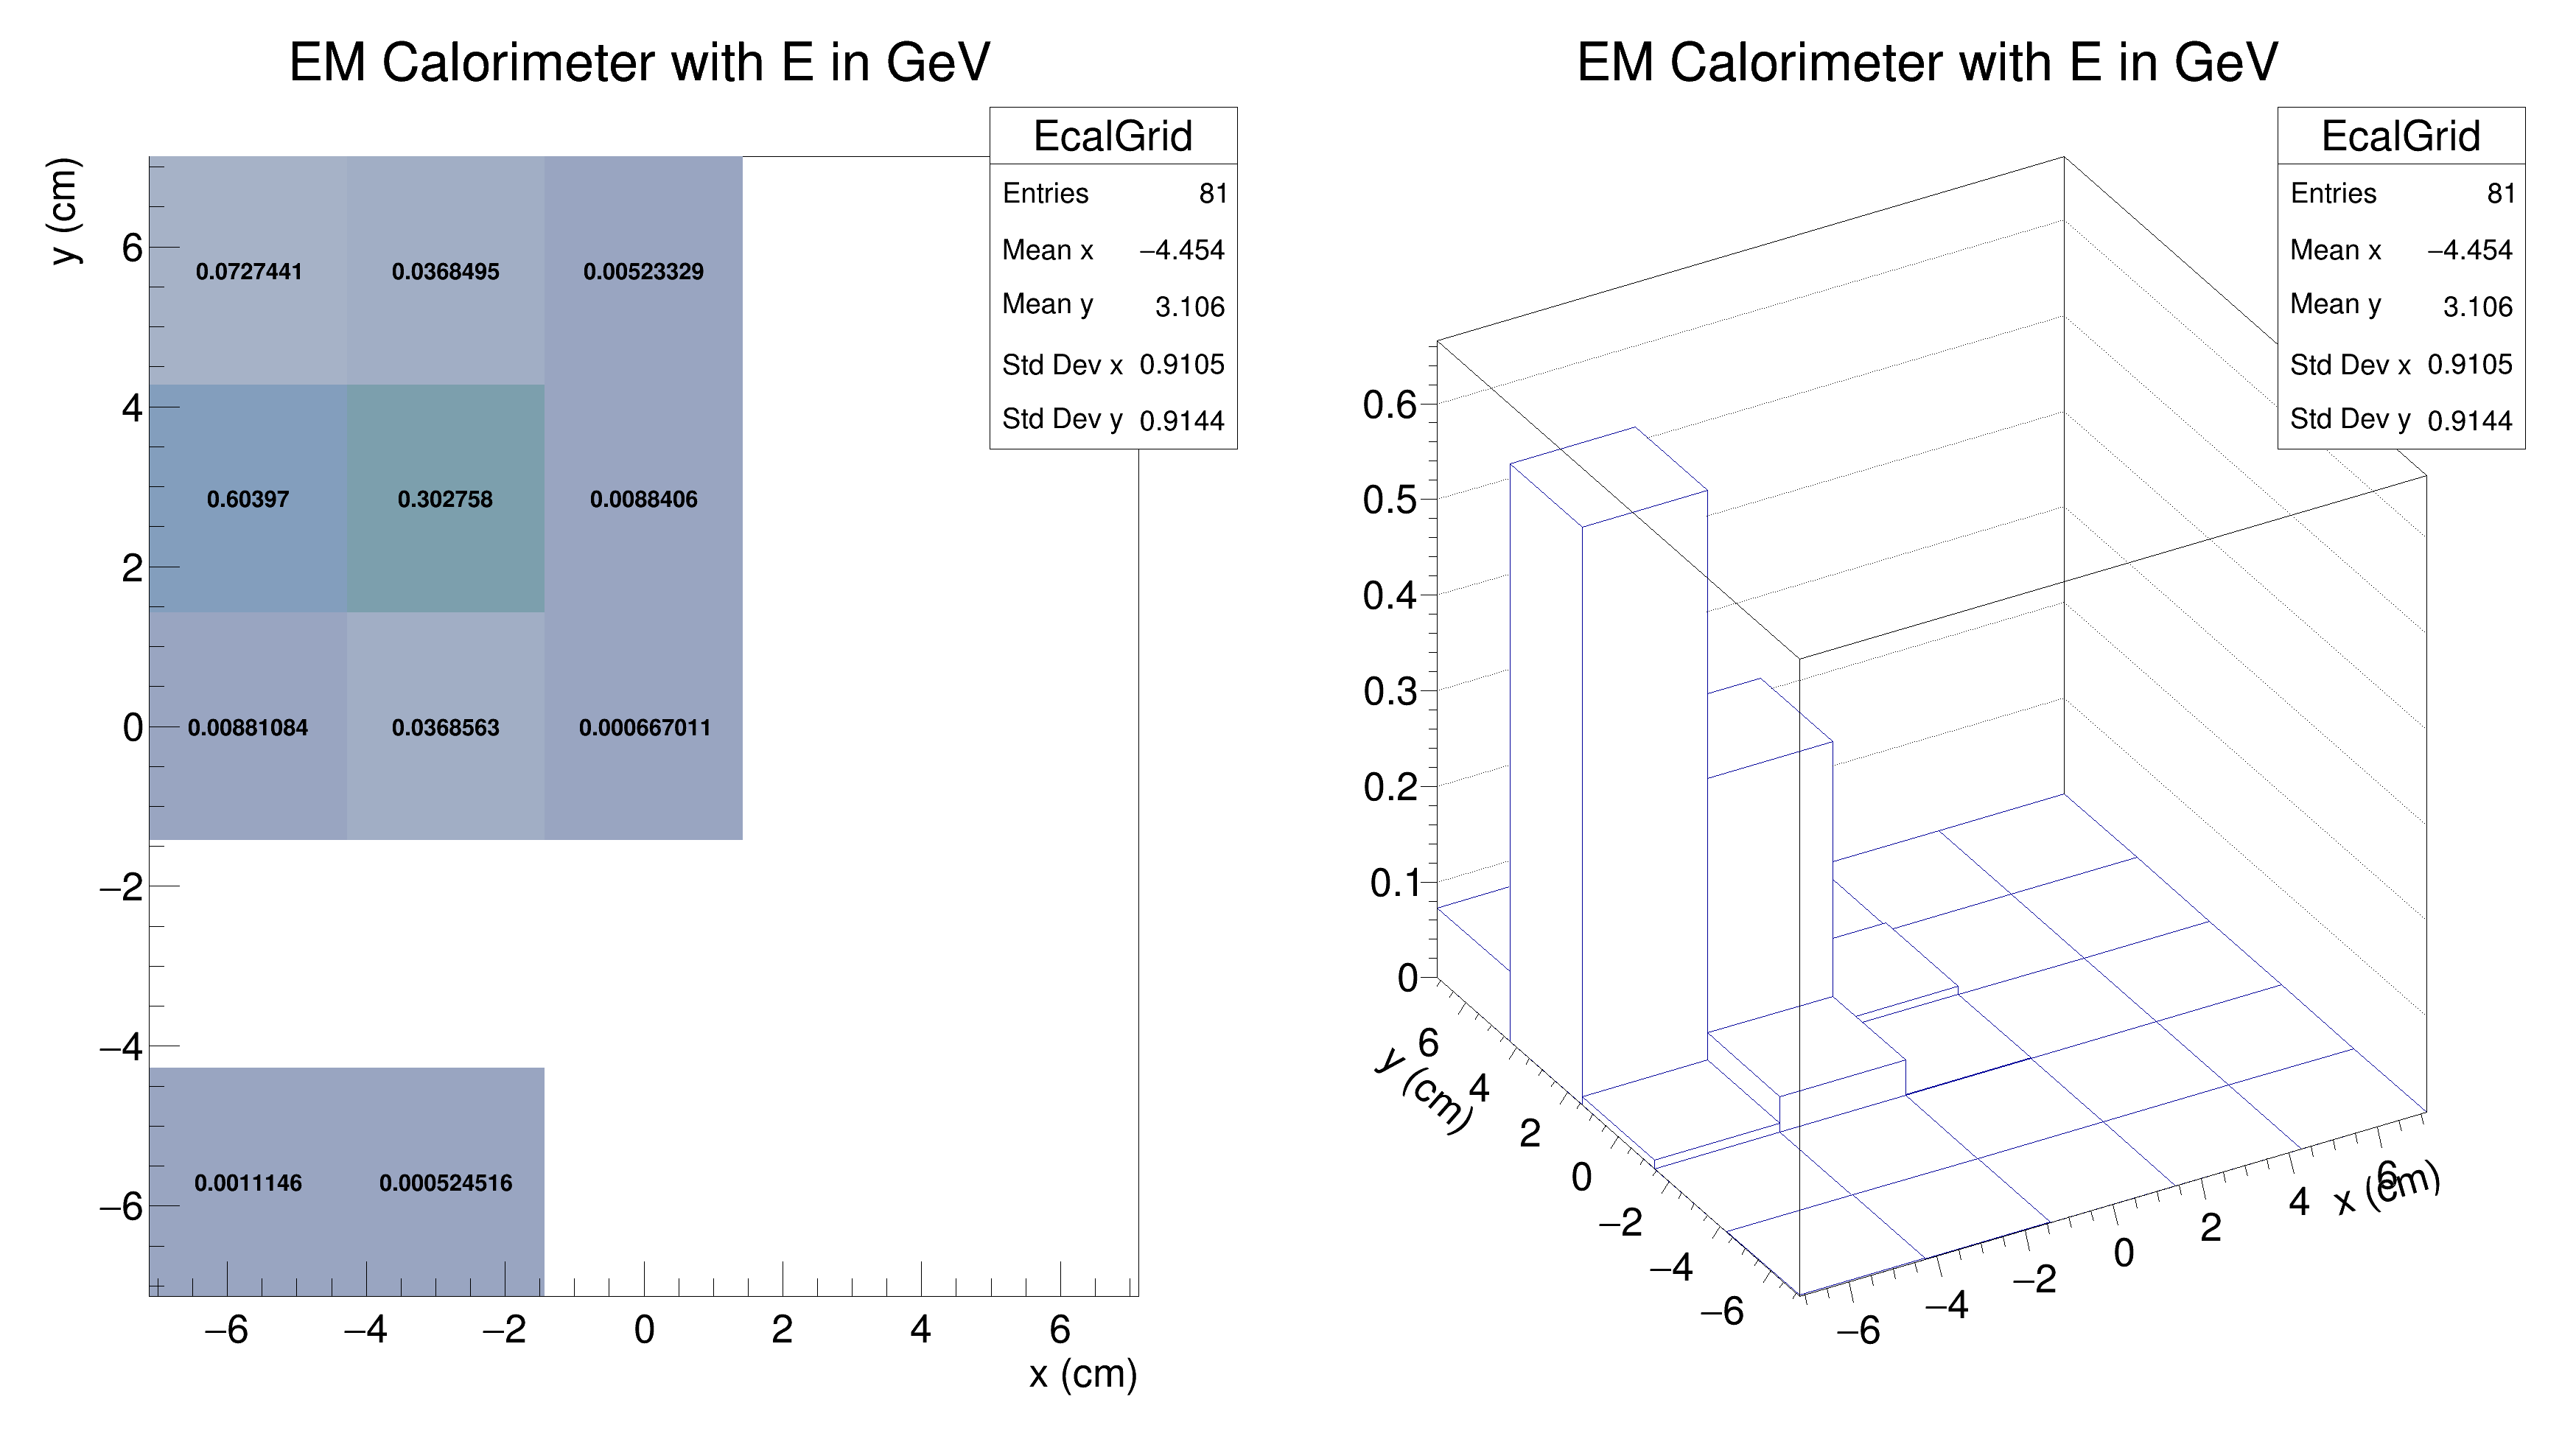 EM Calorimeter with E in GeV
EcalGrid
Entries 81
Mean x −4.454
Mean y 3.106
Std Dev x 0.9105
Std Dev y 0.9144
y (cm)
6
4
2
0
−2
−4
−6
0.0727441 0.0368495 0.00523329
0.60397 0.302758 0.0088406
0.00881084 0.0368563 0.000667011
0.0011146 0.000524516
−6 −4 −2 0 2 4 6
x (cm)
EM Calorimeter with E in GeV
EcalGrid
Entries 81
Mean x −4.454
Mean y 3.106
Std Dev x 0.9105
Std Dev y 0.9144
0.6
0.5
0.4
0.3
0.2
0.1
0
6
4
2
0
−2
−4
−6
y (cm)
−6 −4 −2 0 2 4 6
x (cm)